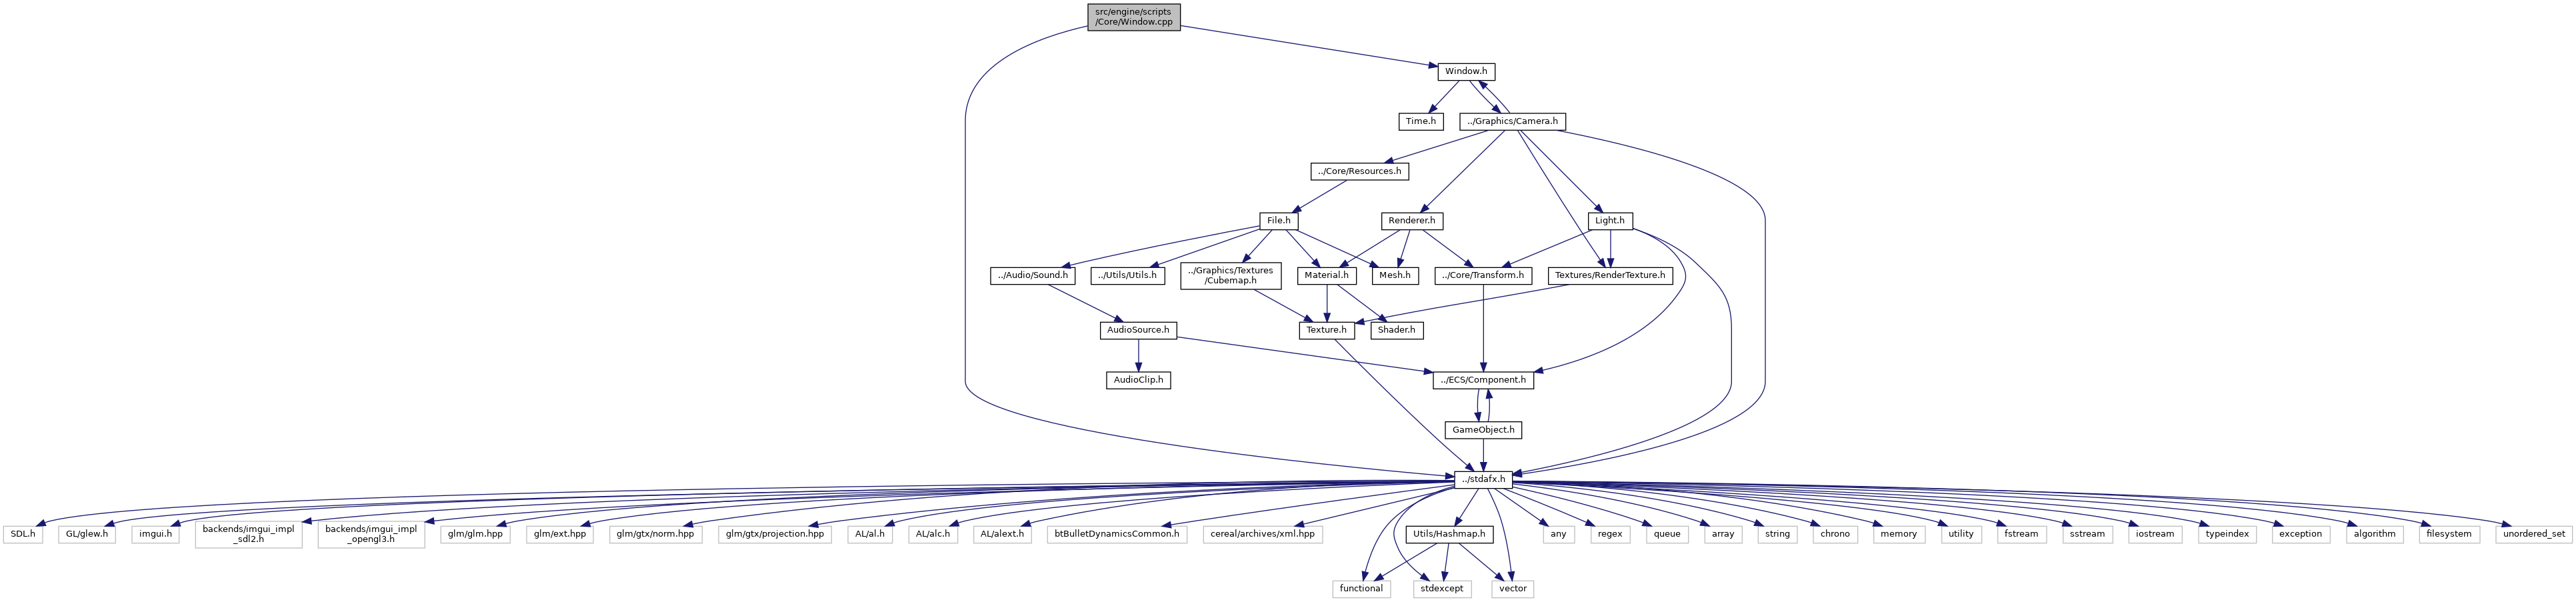 src/engine/scripts
/Core/Window.cpp
Window.h
Time.h
../Graphics/Camera.h
../Core/Resources.h
File.h
Renderer.h
Light.h
../Audio/Sound.h
../Utils/Utils.h
../Graphics/Textures
/Cubemap.h
Material.h
Mesh.h
../Core/Transform.h
Textures/RenderTexture.h
AudioSource.h
Texture.h
Shader.h
AudioClip.h
../ECS/Component.h
GameObject.h
../stdafx.h
SDL.h
GL/glew.h
imgui.h
backends/imgui_impl
_sdl2.h
backends/imgui_impl
_opengl3.h
glm/glm.hpp
glm/ext.hpp
glm/gtx/norm.hpp
glm/gtx/projection.hpp
AL/al.h
AL/alc.h
AL/alext.h
btBulletDynamicsCommon.h
cereal/archives/xml.hpp
Utils/Hashmap.h
any
regex
queue
array
string
chrono
memory
utility
fstream
sstream
iostream
typeindex
exception
algorithm
filesystem
unordered_set
functional
stdexcept
vector